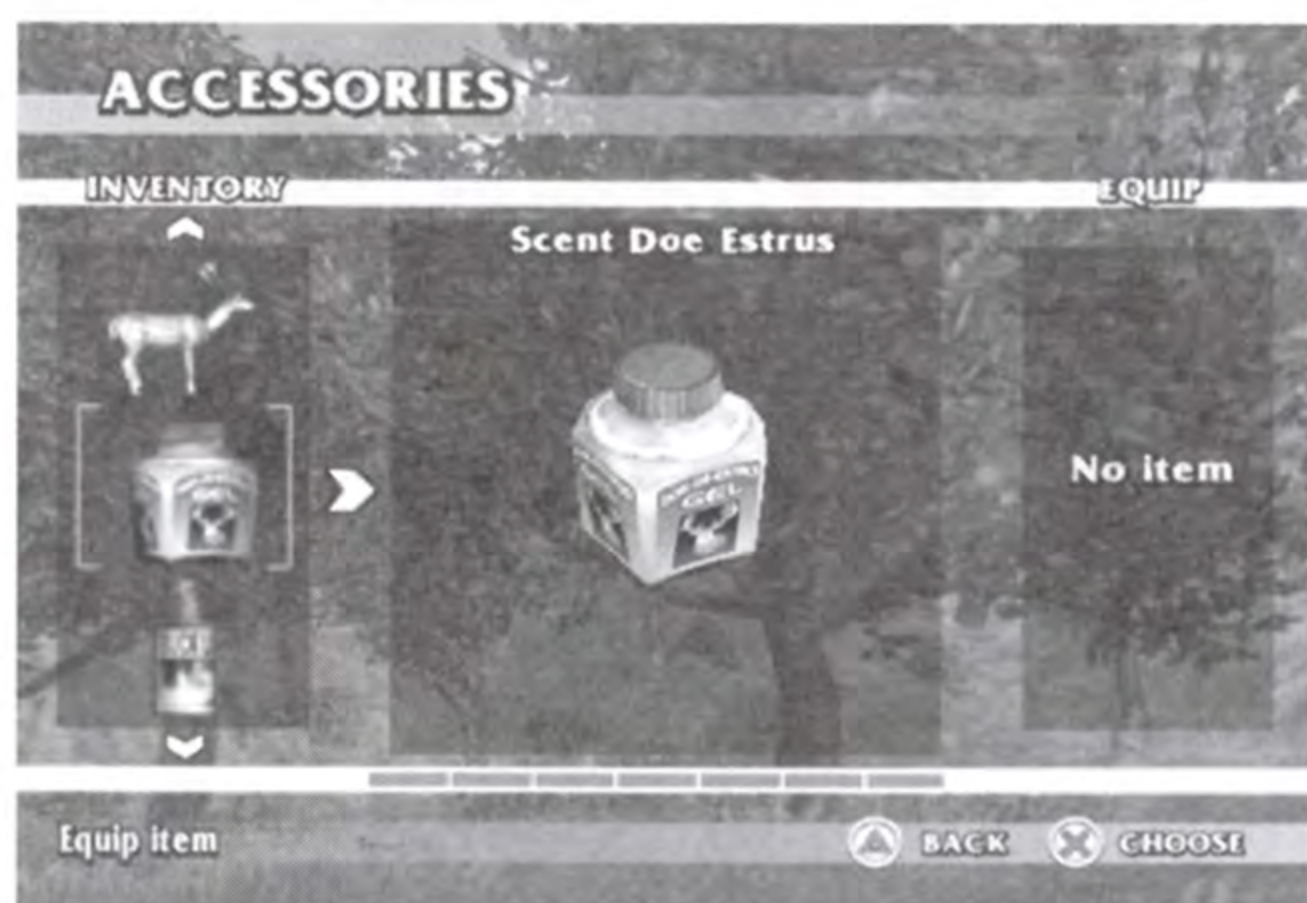 ACCESSORIES
INVENTORY
EQUIP
Scent Doe Estrus
GEL
No item
Equip item
BACK
CHOOSE